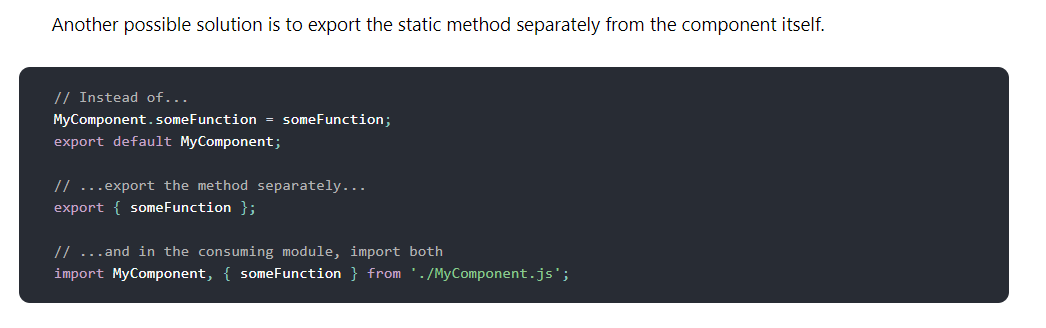 Another possible solution is to export the static method separately from the component itself.
// Instead of...
MyComponent.someFunction = someFunction;
export default MyComponent;
// ...export the method separately...
export { someFunction };
// ...and in the consuming module, import both
import MyComponent, { someFunction } from './MyComponent.js';